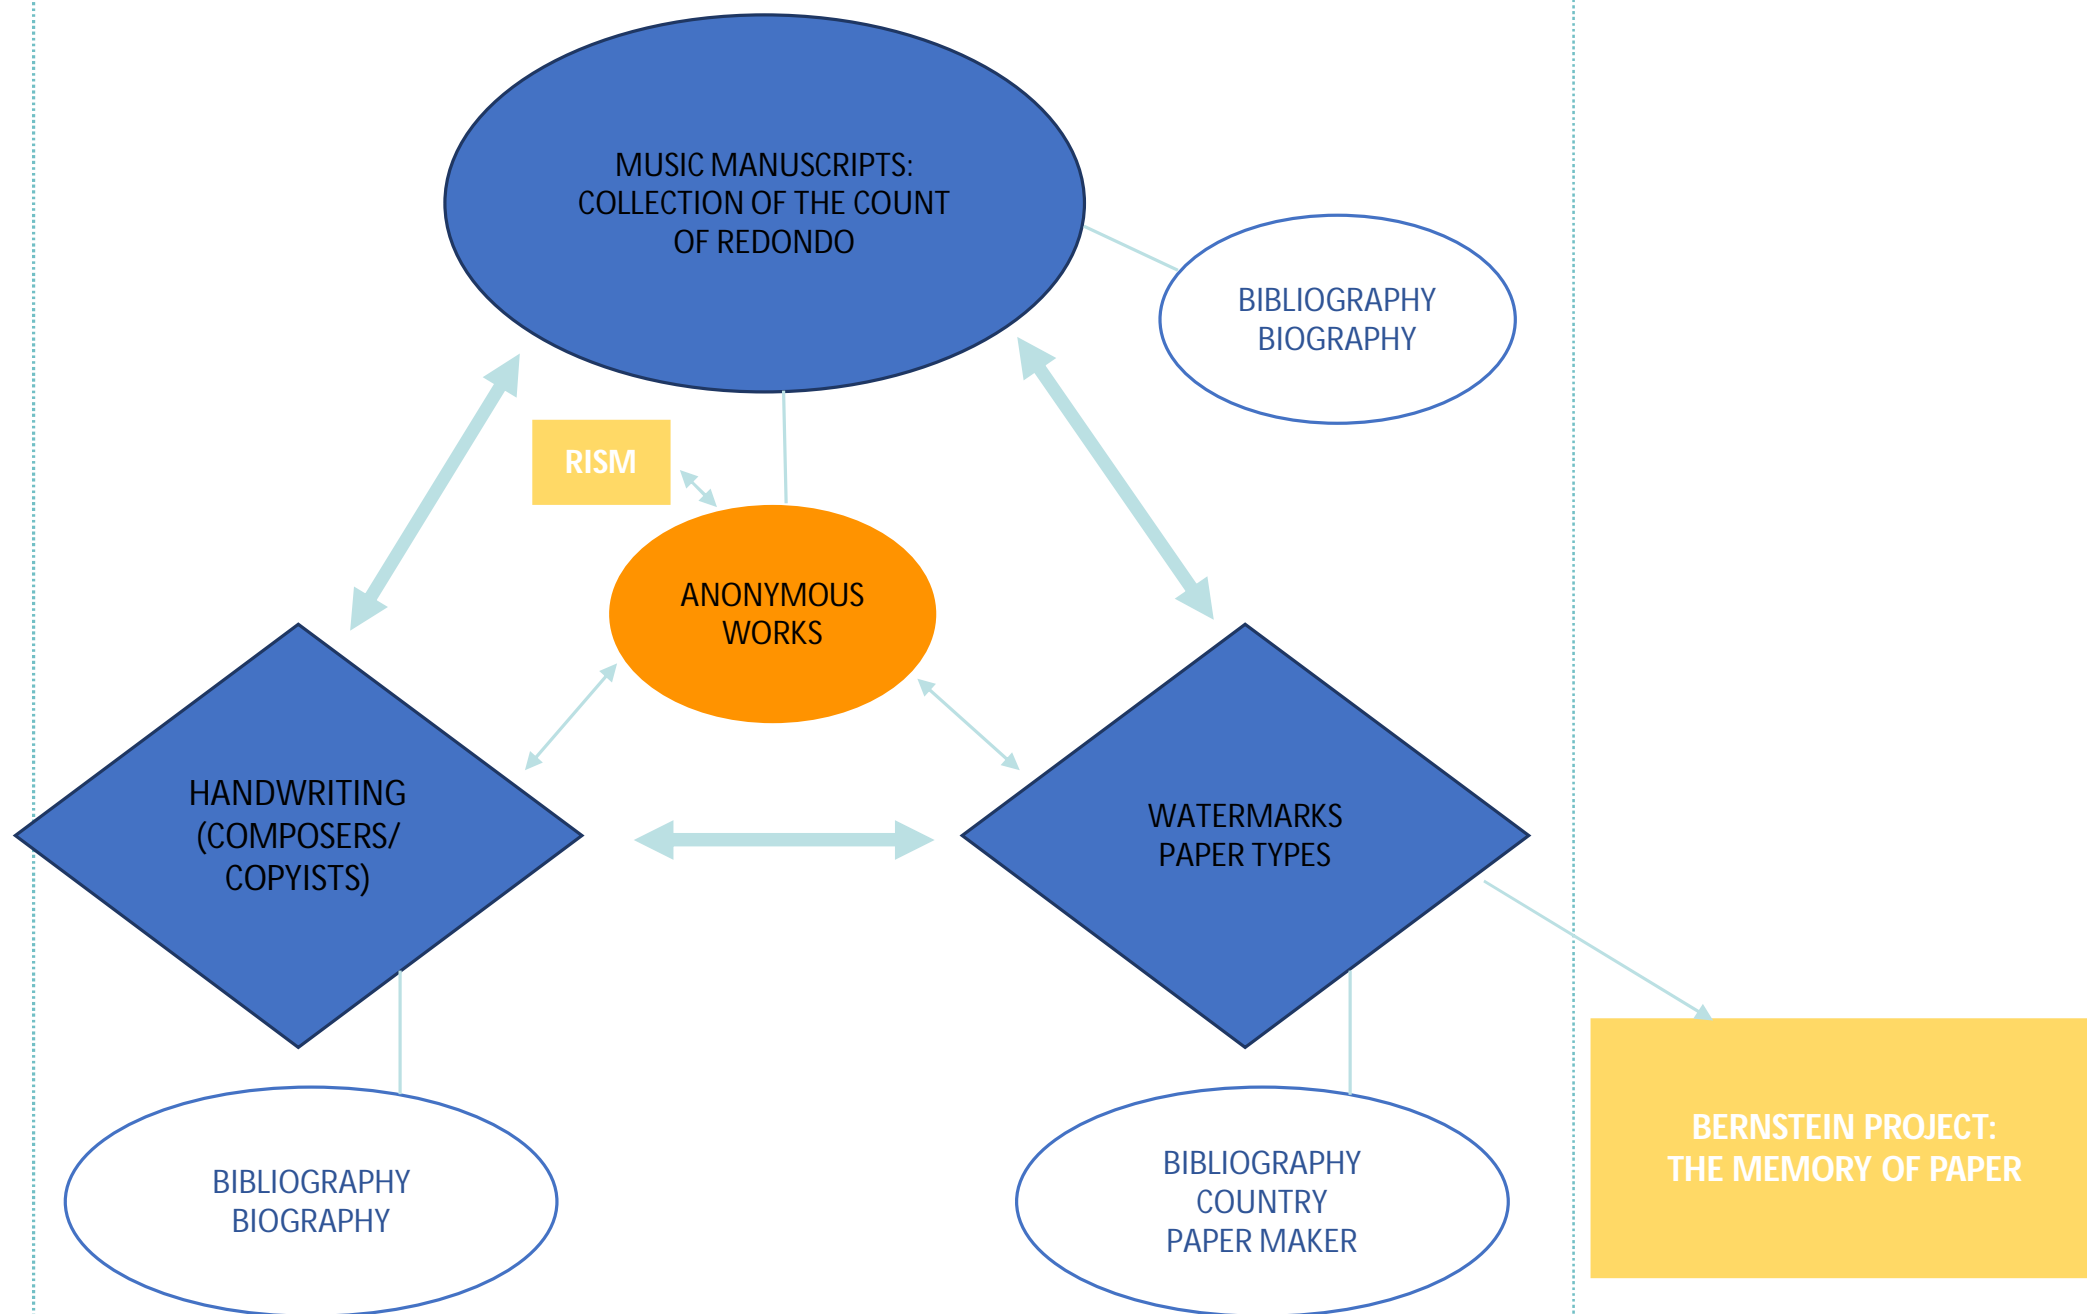 MUSIC MANUSCRIPTS:
COLLECTION OF THE COUNT
OF REDONDO
BIBLIOGRAPHY
BIOGRAPHY
RISM
ANONYMOUS
WORKS
HANDWRITING
(COMPOSERS/
COPYISTS)
WATERMARKS
PAPER TYPES
BIBLIOGRAPHY
BIOGRAPHY
BIBLIOGRAPHY
COUNTRY
PAPER MAKER
BERNSTEIN PROJECT:
THE MEMORY OF PAPER